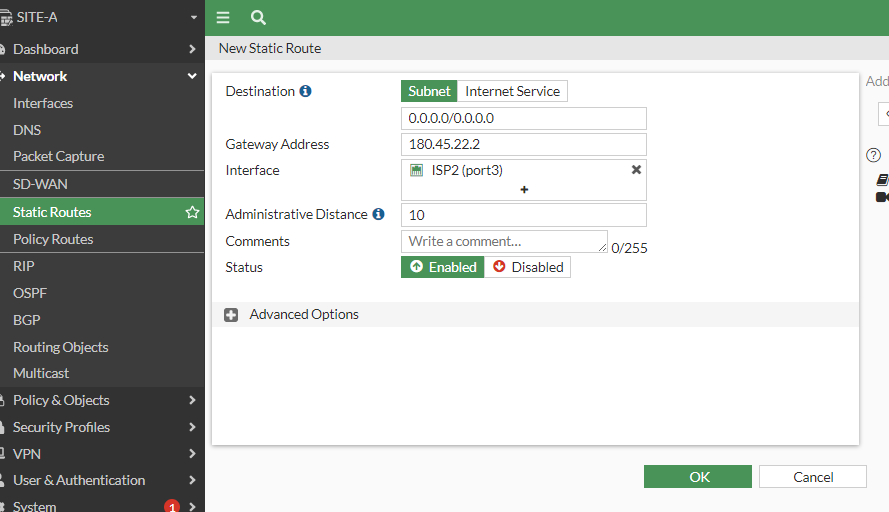 SITE-A
Dashboard
Network
Interfaces
DNS
Packet Capture
SD-WAN
Static Routes
Policy Routes
RIP
OSPF
BGP
Routing Objects
Multicast
Policy & Objects
Security Profiles
VPN
User & Authentication
System 1
New Static Route
Destination Subnet Internet Service
0.0.0.0/0.0.0.0
Gateway Address 180.45.22.2
Interface ISP2 (port3)
Administrative Distance 10
Comments Write a comment... 0/255
Status Enabled Disabled
Advanced Options
OK Cancel
Add